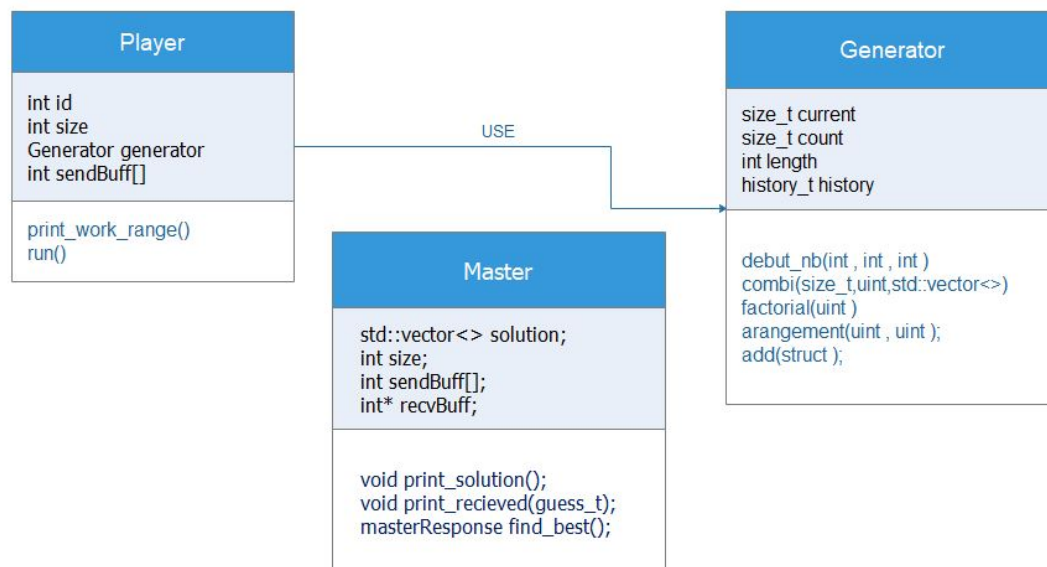 Player
int id
int size
Generator generator
int sendBuff[]
print_work_range()
run()
USE
Generator
size_t current
size_t count
int length
history_t history
debut_nb(int , int , int )
combi(size_t,uint,std::vector<>)
factorial(uint )
arangement(uint , uint );
add(struct );
Master
std::vector<> solution;
int size;
int sendBuff[];
int* recvBuff;
void print_solution();
void print_recieved(guess_t);
masterResponse find_best();